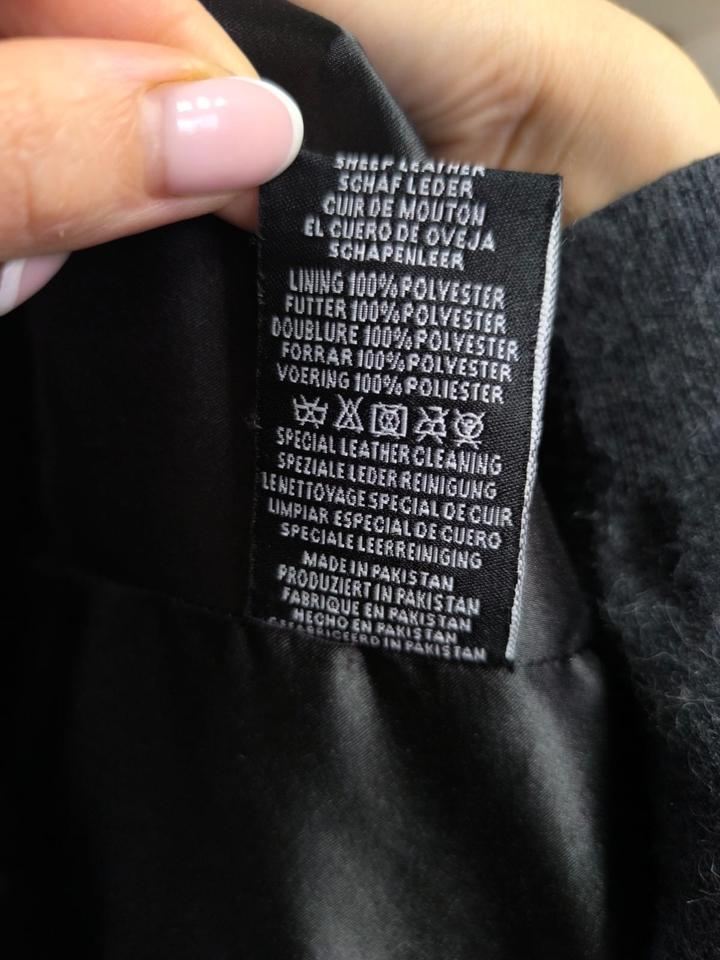 SHEEP LEATHER
SCHAF LEDER
CUIR DE MOUTON
EL CUERO DE OVEJA
SCHAPENLEER
LINING 100% POLYESTER
FUTTER 100% POLYESTER
DOUBLURE 100% POLYESTER
FORRAR 100% POLYESTER
VOERING 100% POLIESTER
SPECIAL LEATHER CLEANING
SPEZIALE LEDER REINIGUNG
LENETTOYAGE SPECIAL DE CUIR
LIMPIAR ESPECIAL DE CUERO
SPECIALE LEERREINIGING
MADE IN PAKISTAN
PRODUZIERT IN PAKISTAN
FABRIQUE EN PAKISTAN
HECHO EN PAKISTAN
GEFABRICEERD IN PAKISTAN